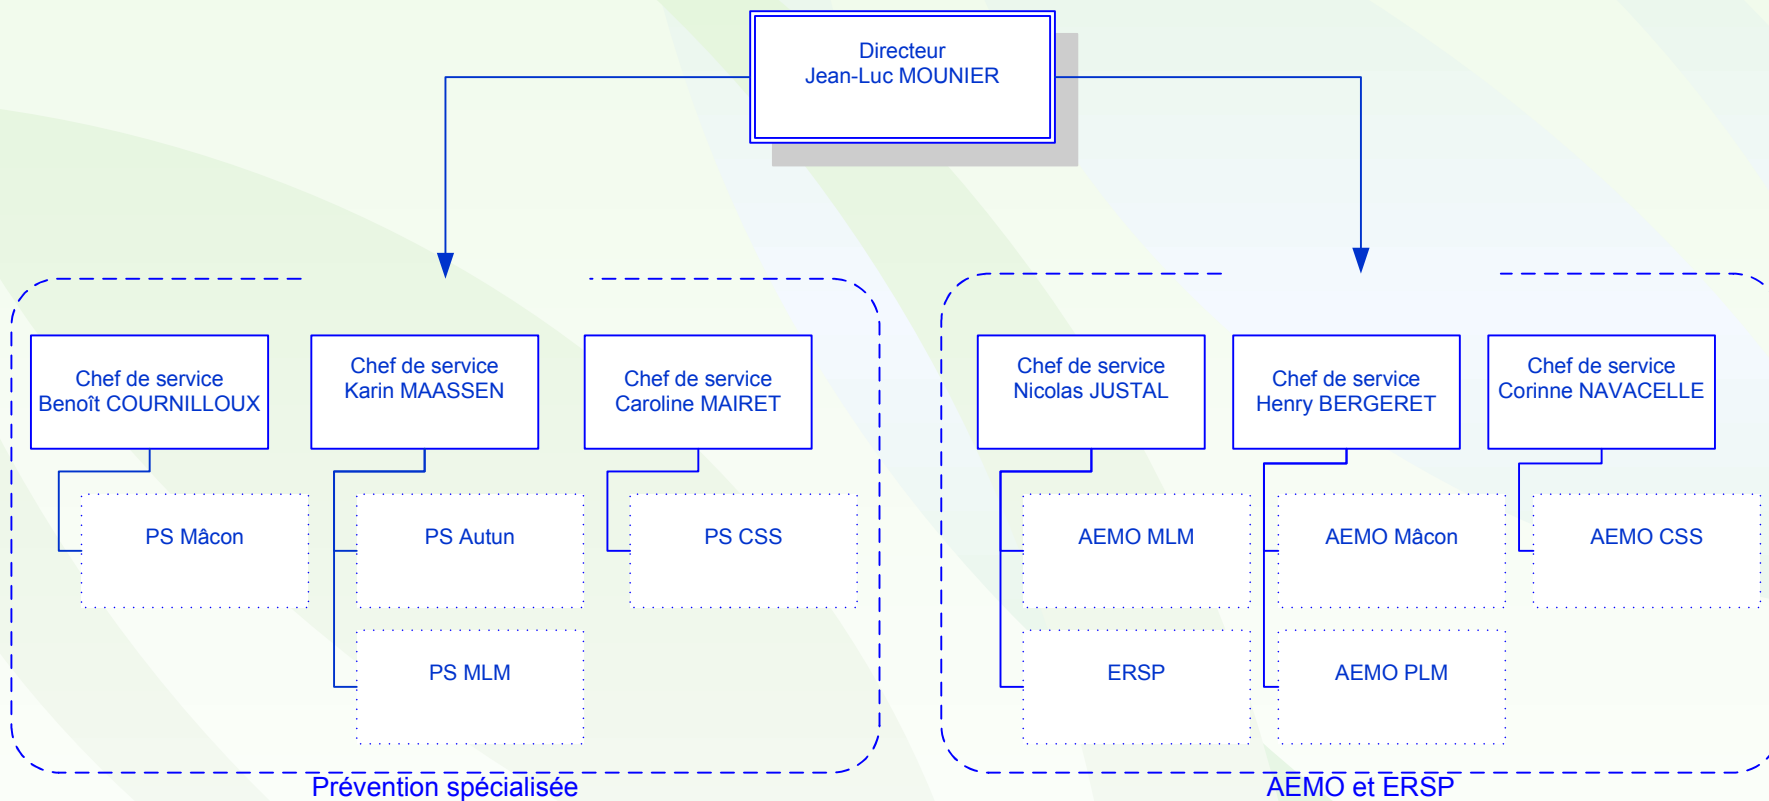 Directeur
Jean-Luc MOUNIER
Chef de service
Benoît COURNILLOUX
Chef de service
Karin MAASSEN
Chef de service
Caroline MAIRET
PS Mâcon
PS Autun
PS CSS
PS MLM
Prévention spécialisée
Chef de service
Nicolas JUSTAL
Chef de service
Henry BERGERET
Chef de service
Corinne NAVACELLE
AEMO MLM
AEMO Mâcon
AEMO CSS
ERSP
AEMO PLM
AEMO et ERSP